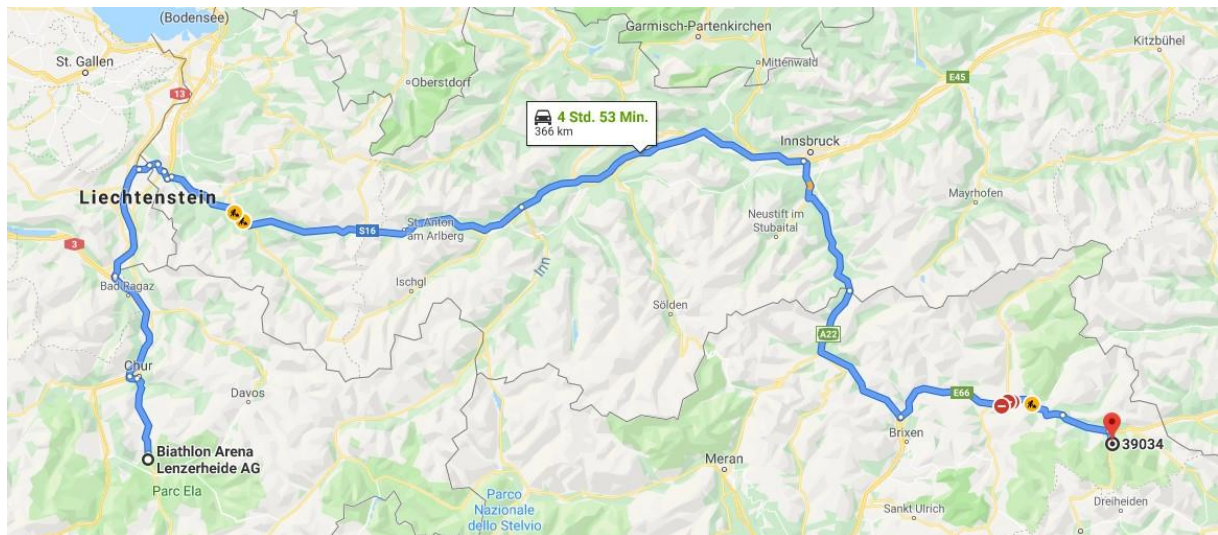 (Bodensee)
St. Gallen
Garmisch-Partenkirchen
Kitzbühel
Mittenwald
Oberstdorf
E45
13
4 Std. 53 Min.
366 km
Innsbruck
Liechtenstein
Mayrhofen
St. Anton
am Arlberg
S16
Neustift im
Stubaital
3
Inn
Bad Ragaz
Ischgl
Sölden
A22
Chur
Davos
E66
Brixen
39034
Biathlon Arena
Lenzerheide AG
Meran
Parc Ela
Parco
Nazionale
dello Stelvio
Dreiheiden
Sankt Ulrich